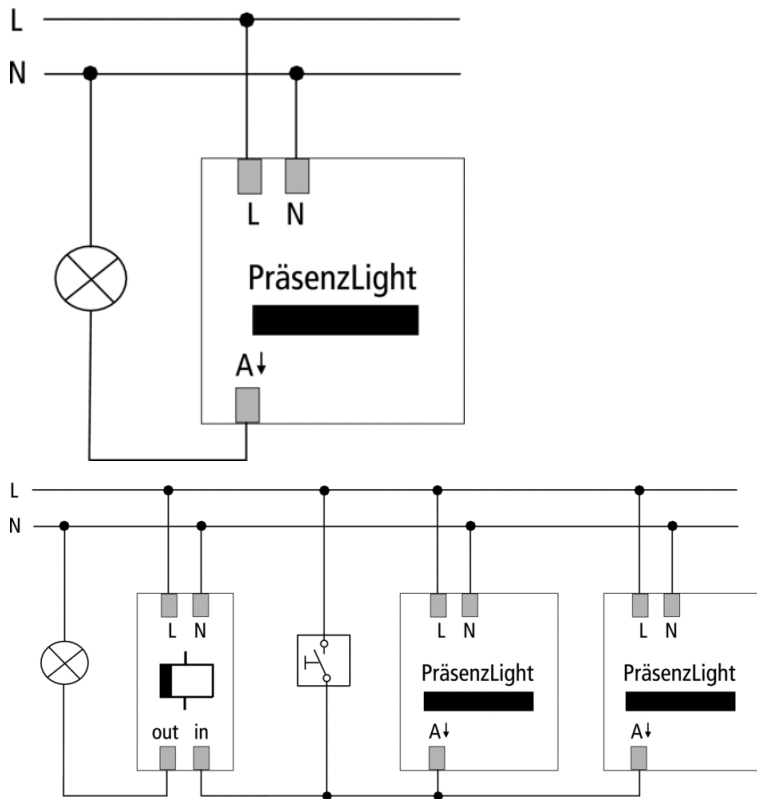 L
N
L N
PräsenzLight
A↓
L
N
L N
L N
L N
PräsenzLight
PräsenzLight
out in
A↓
A↓